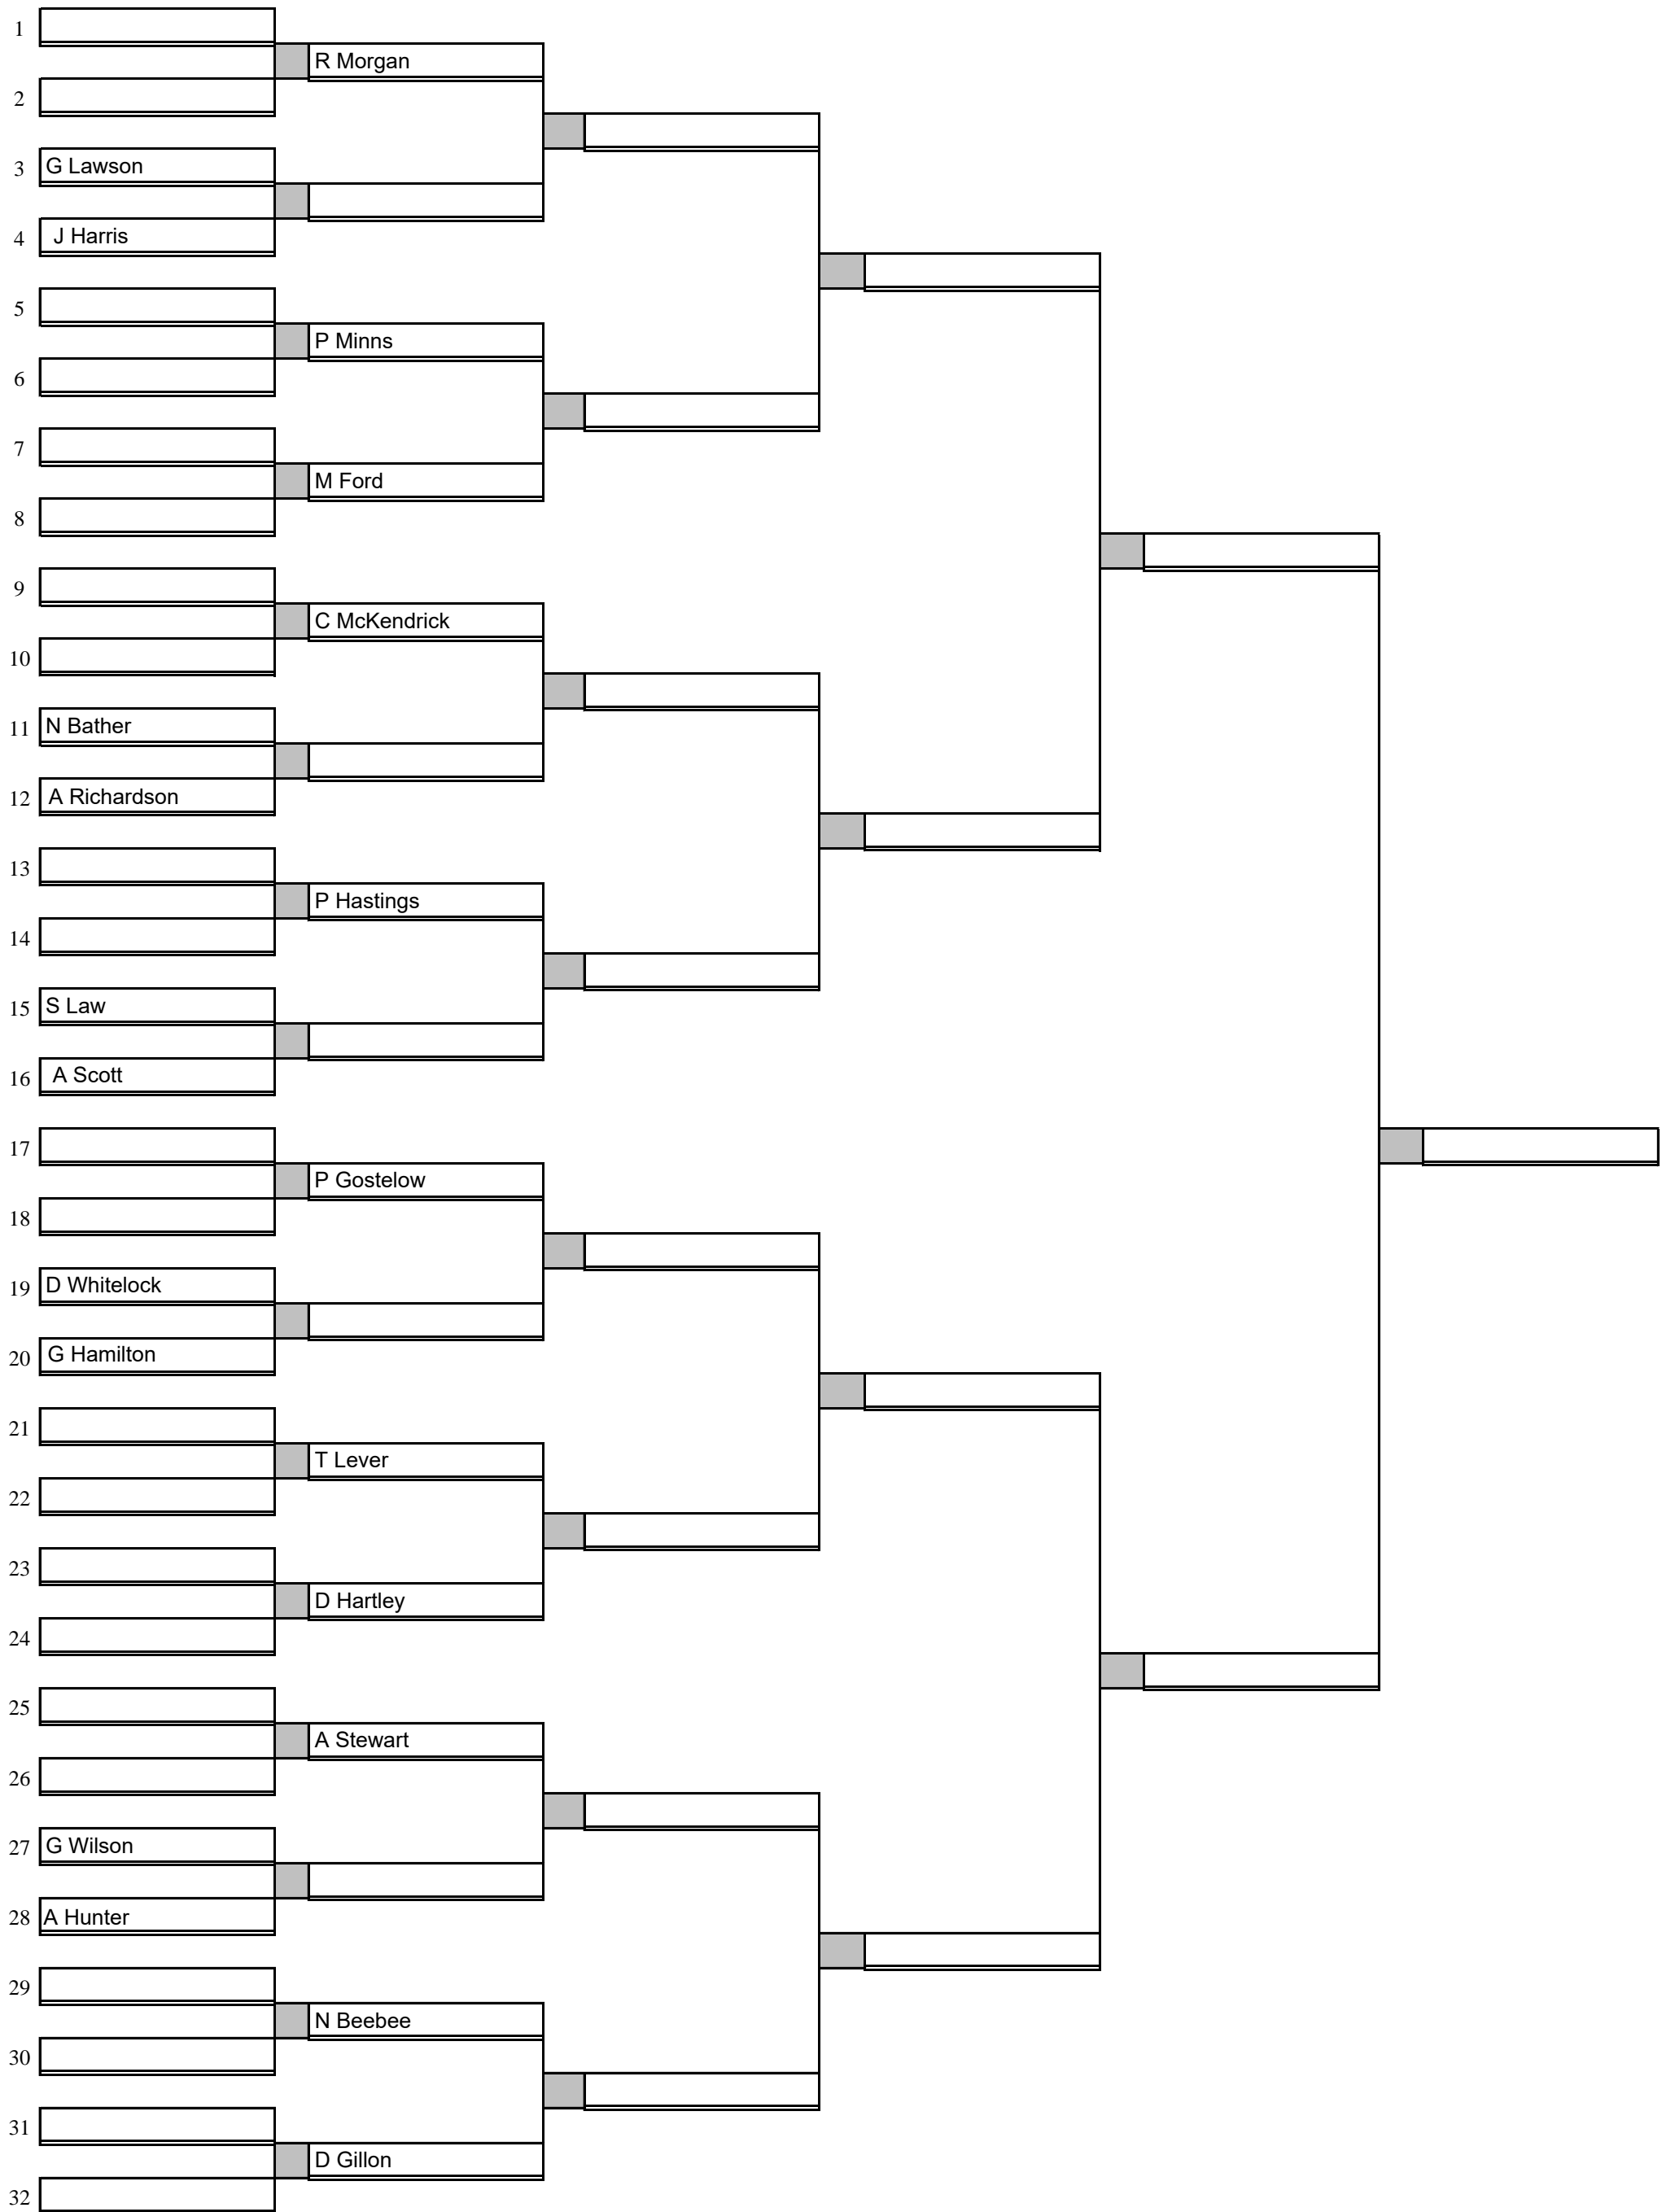 1
R Morgan
2
3 G Lawson
4 J Harris
5
P Minns
6
7
M Ford
8
9
C McKendrick
10
11 N Bather
12 A Richardson
13
P Hastings
14
15 S Law
16 A Scott
17
P Gostelow
18
19 D Whitelock
20 G Hamilton
21
T Lever
22
23
D Hartley
24
25
A Stewart
26
27 G Wilson
28 A Hunter
29
N Beebee
30
31
D Gillon
32